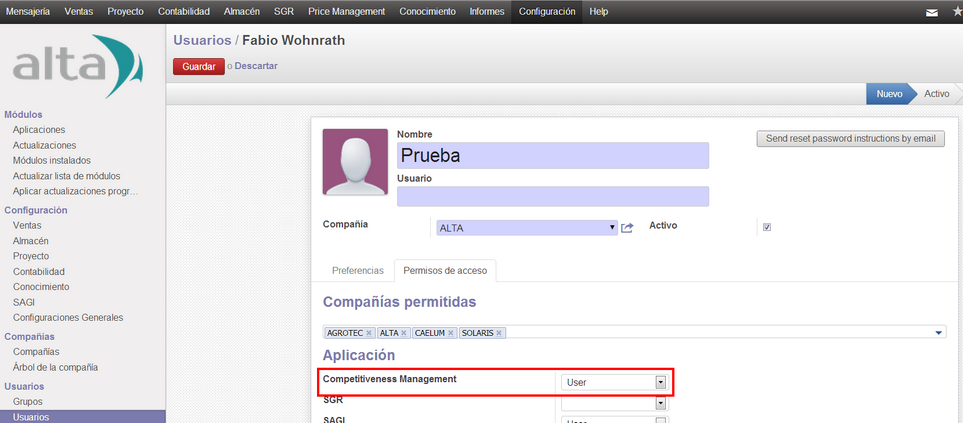 Mensajería Ventas Proyecto Contabilidad Almacén SGR Price Management Conocimiento Informes Configuración Help
alta
Módulos
Aplicaciones
Actualizaciones
Módulos instalados
Actualizar lista de módulos
Aplicar actualizaciones progr...
Configuración
Ventas
Almacén
Proyecto
Contabilidad
Conocimiento
SAGI
Configuraciones Generales
Compañías
Compañías
Árbol de la compañía
Usuarios
Grupos
Usuarios
Usuarios / Fabio Wohnrath
Guardar o Descartar
Nuevo Activo
Nombre
Prueba
Send reset password instructions by email
Usuario
Compañía ALTA Activo
Preferencias Permisos de acceso
Compañías permitidas
AGROTEC ALTA CAELUM SOLARIS
Aplicación
Competitiveness Management User
SGR
SAGI User